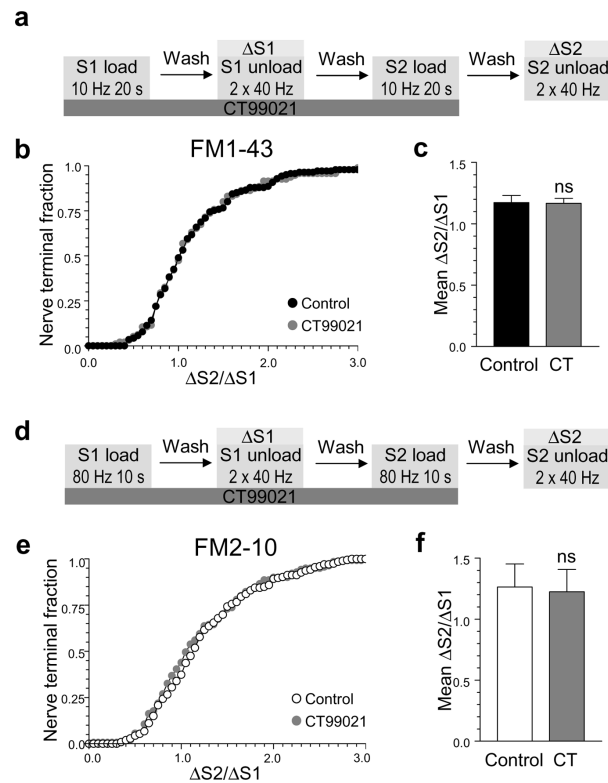 a
S1 load
10 Hz 20 s
Wash
ΔS1
S1 unload
2 x 40 Hz
Wash
S2 load
10 Hz 20 s
Wash
ΔS2
S2 unload
2 x 40 Hz
CT99021
b
FM1-43
Nerve terminal fraction
1.0
0.75
0.5
0.25
0.0
0.0 1.0 2.0 3.0
ΔS2/ΔS1
Control
CT99021
c
Mean ΔS2/ΔS1
1.5
1.0
0.5
0.0
ns
Control CT
d
S1 load
80 Hz 10 s
Wash
ΔS1
S1 unload
2 x 40 Hz
Wash
S2 load
80 Hz 10 s
Wash
ΔS2
S2 unload
2 x 40 Hz
CT99021
e
FM2-10
Nerve terminal fraction
1.0
0.75
0.5
0.25
0.0
0.0 1.0 2.0 3.0
ΔS2/ΔS1
Control
CT99021
f
Mean ΔS2/ΔS1
1.5
1.0
0.5
0.0
ns
Control CT